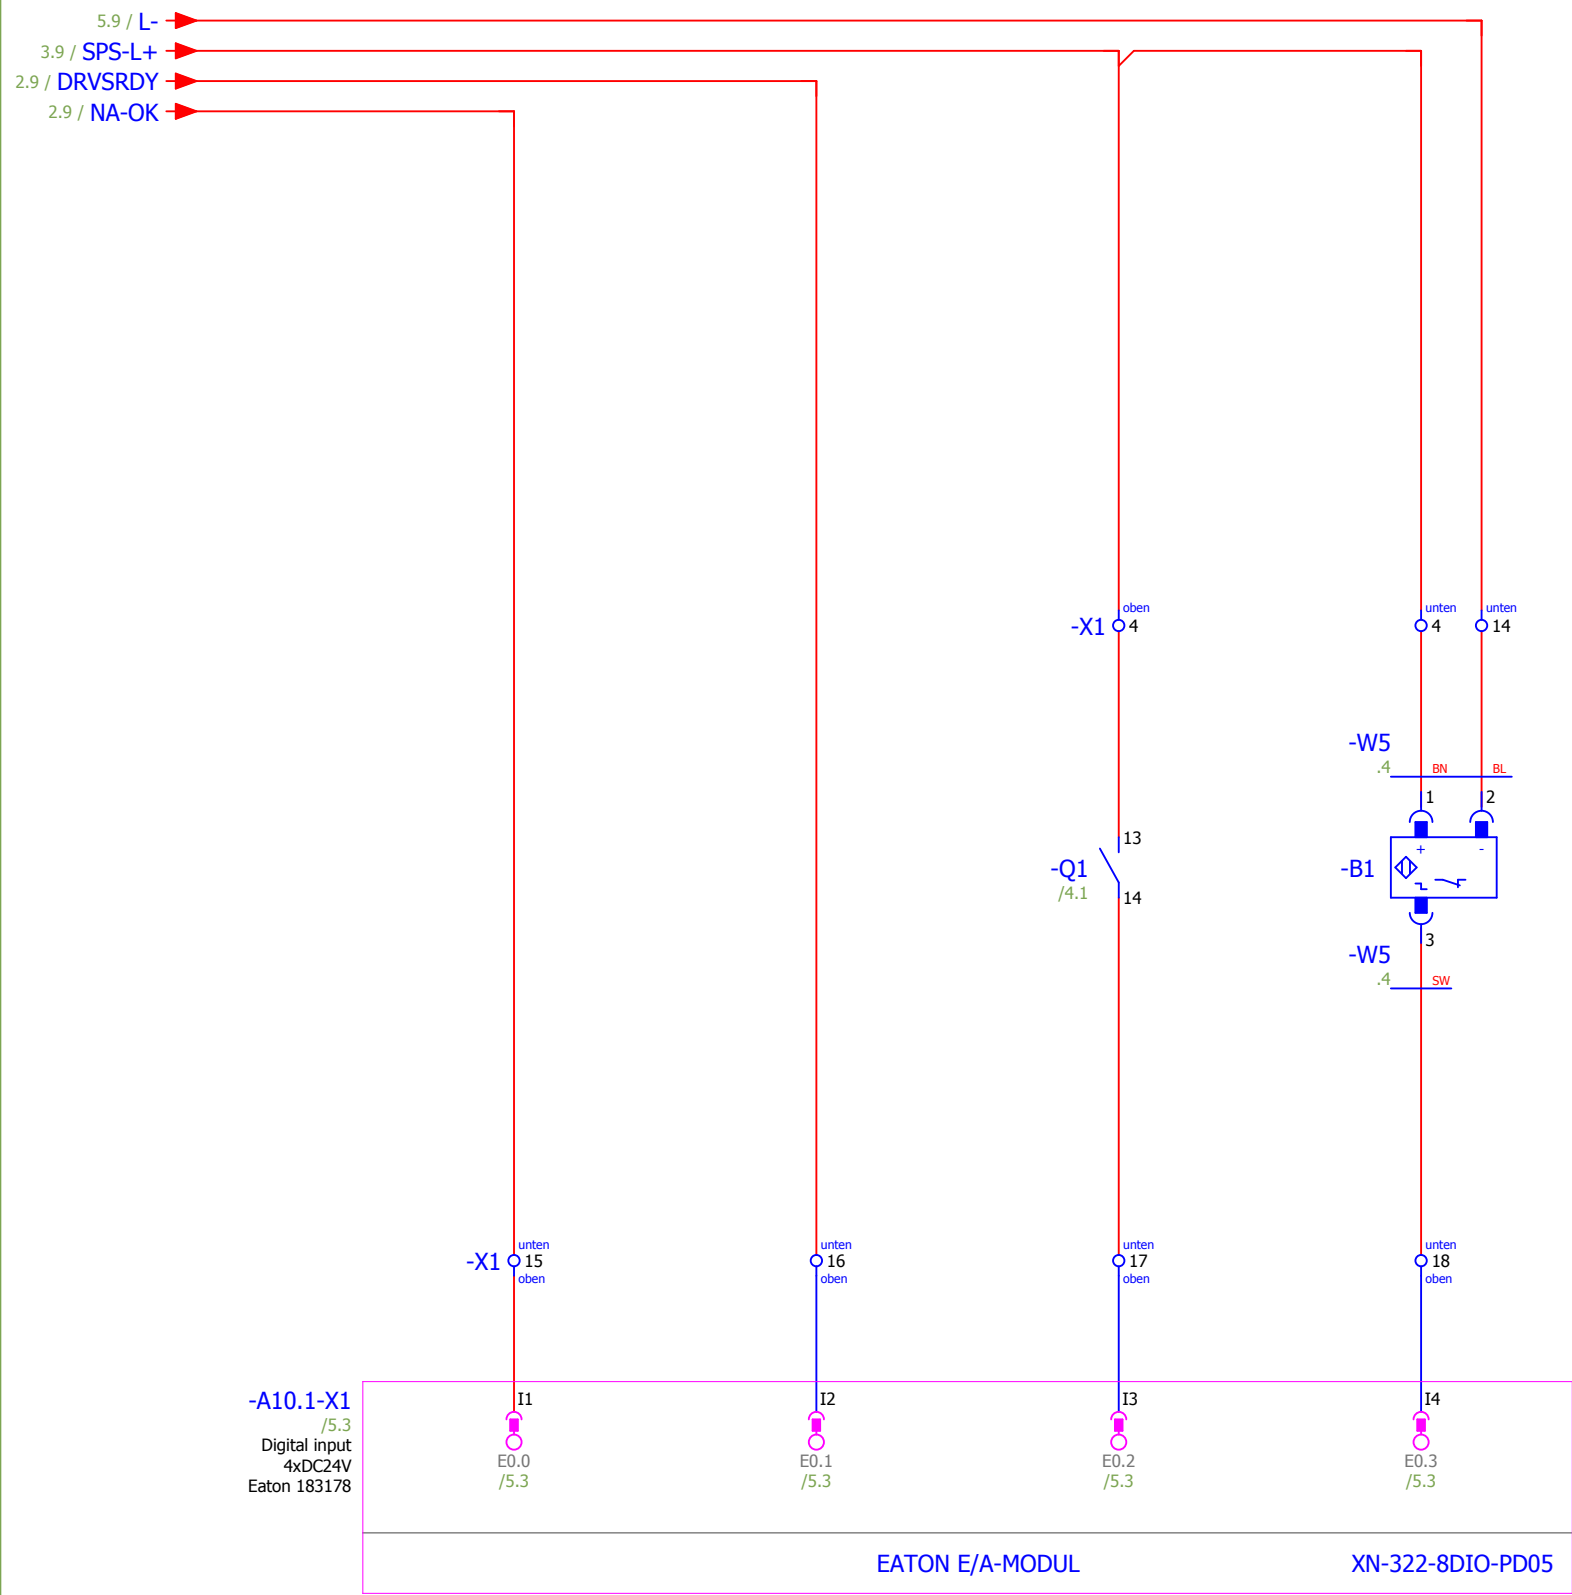 5.9 / L-
3.9 / SPS-L+
2.9 / DRVSRDY
2.9 / NA-OK
oben
-X1 4
unten
4
unten
14
-W5
.4 BN BL
1 2
13
-Q1
/4.1
14
+ -
-B1
3
-W5
.4 SW
unten
-X1 15
oben
unten
16
oben
unten
17
oben
unten
18
oben
-A10.1-X1
/5.3
Digital input
4xDC24V
Eaton 183178
I1
E0.0
/5.3
I2
E0.1
/5.3
I3
E0.2
/5.3
I4
E0.3
/5.3
EATON E/A-MODUL XN-322-8DIO-PD05